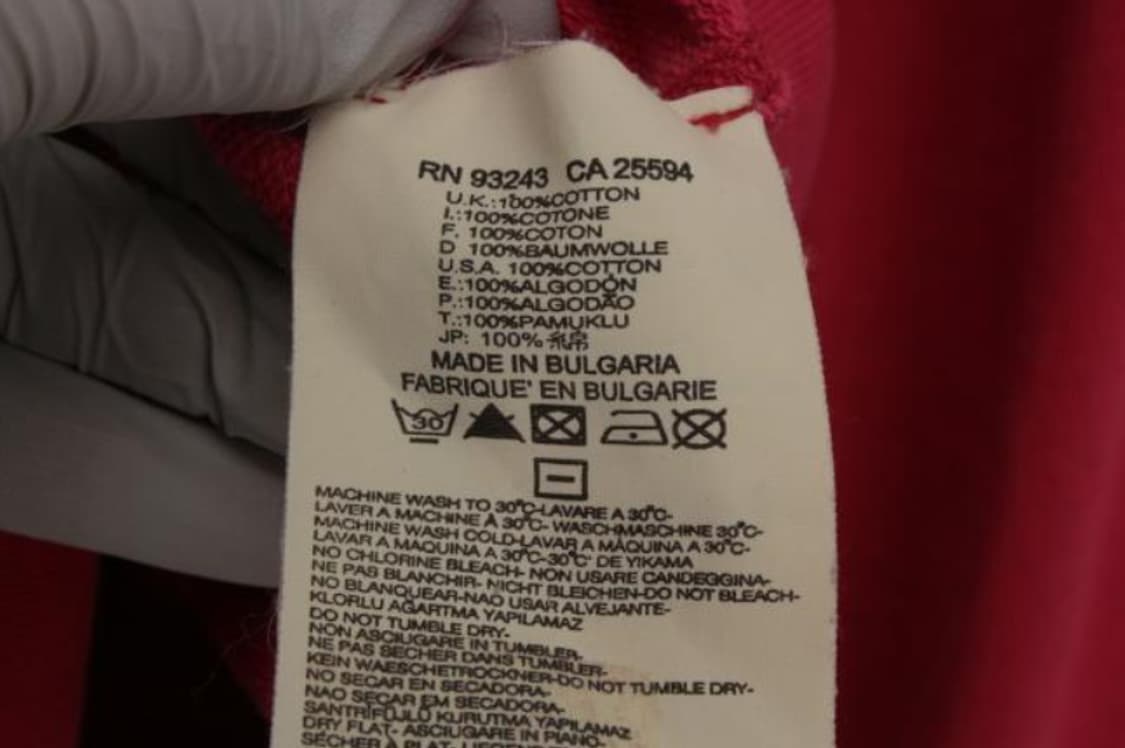 RN 93243 CA 25594
U.K.:100%COTTON
I.:100%COTONE
F. 100%COTON
D 100%BAUMWOLLE
U.S.A. 100%COTTON
E.:100%ALGODÓN
P.:100%ALGODÃO
T.:100%PAMUKLU
JP: 100% 綿
MADE IN BULGARIA
FABRIQUE' EN BULGARIE
30
MACHINE WASH TO 30°C-LAVARE A 30°C-
LAVER A MACHINE À 30°C- WASCHMASCHINE 30°C-
MACHINE WASH COLD-LAVAR A MÁQUINA A 30°C-
LAVAR A MAQUINA A 30°C-30°C' DE YIKAMA
NO CHLORINE BLEACH- NON USARE CANDEGGINA-
NE PAS BLANCHIR- NICHT BLEICHEN-DO NOT BLEACH-
NO BLANQUEAR-NAO USAR ALVEJANTE-
KLORLU AĞARTMA YAPILAMAZ
DO NOT TUMBLE DRY-
NON ASCIUGARE IN TUMBLER-
NE PAS SÉCHER DANS TUMBLER-
KEIN WAESCHETROCKNER-DO NOT TUMBLE DRY-
NO SECAR EN SECADORA-
NAO SECAR EM SECADORA-
SANTRİFÜJLÜ KURUTMA YAPILAMAZ
DRY FLAT- ASCIUGARE IN PIANO-
SÉCHER À PLAT-